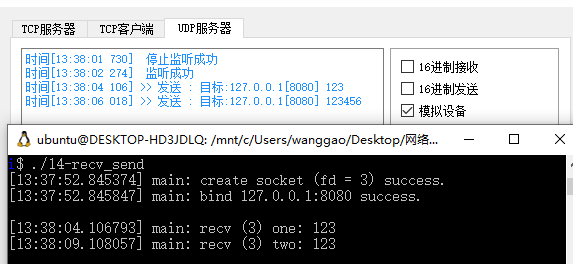 TCP服务器 TCP客户端 UDP服务器
时间[13:38:01 730] 停止监听成功
时间[13:38:02 274] 监听成功
时间[13:38:04 106] >> 发送 : 目标:127.0.0.1[8080] 123
时间[13:38:06 018] >> 发送 : 目标:127.0.0.1[8080] 123456
16进制接收
16进制发送
模拟设备
ubuntu@DESKTOP-HD3JDLQ: /mnt/c/Users/wanggao/Desktop/网络...
$ ./14-recv_send
[13:37:52.845374] main: create socket (fd = 3) success.
[13:37:52.845847] main: bind 127.0.0.1:8080 success.
[13:38:04.106793] main: recv (3) one: 123
[13:38:09.108057] main: recv (3) two: 123